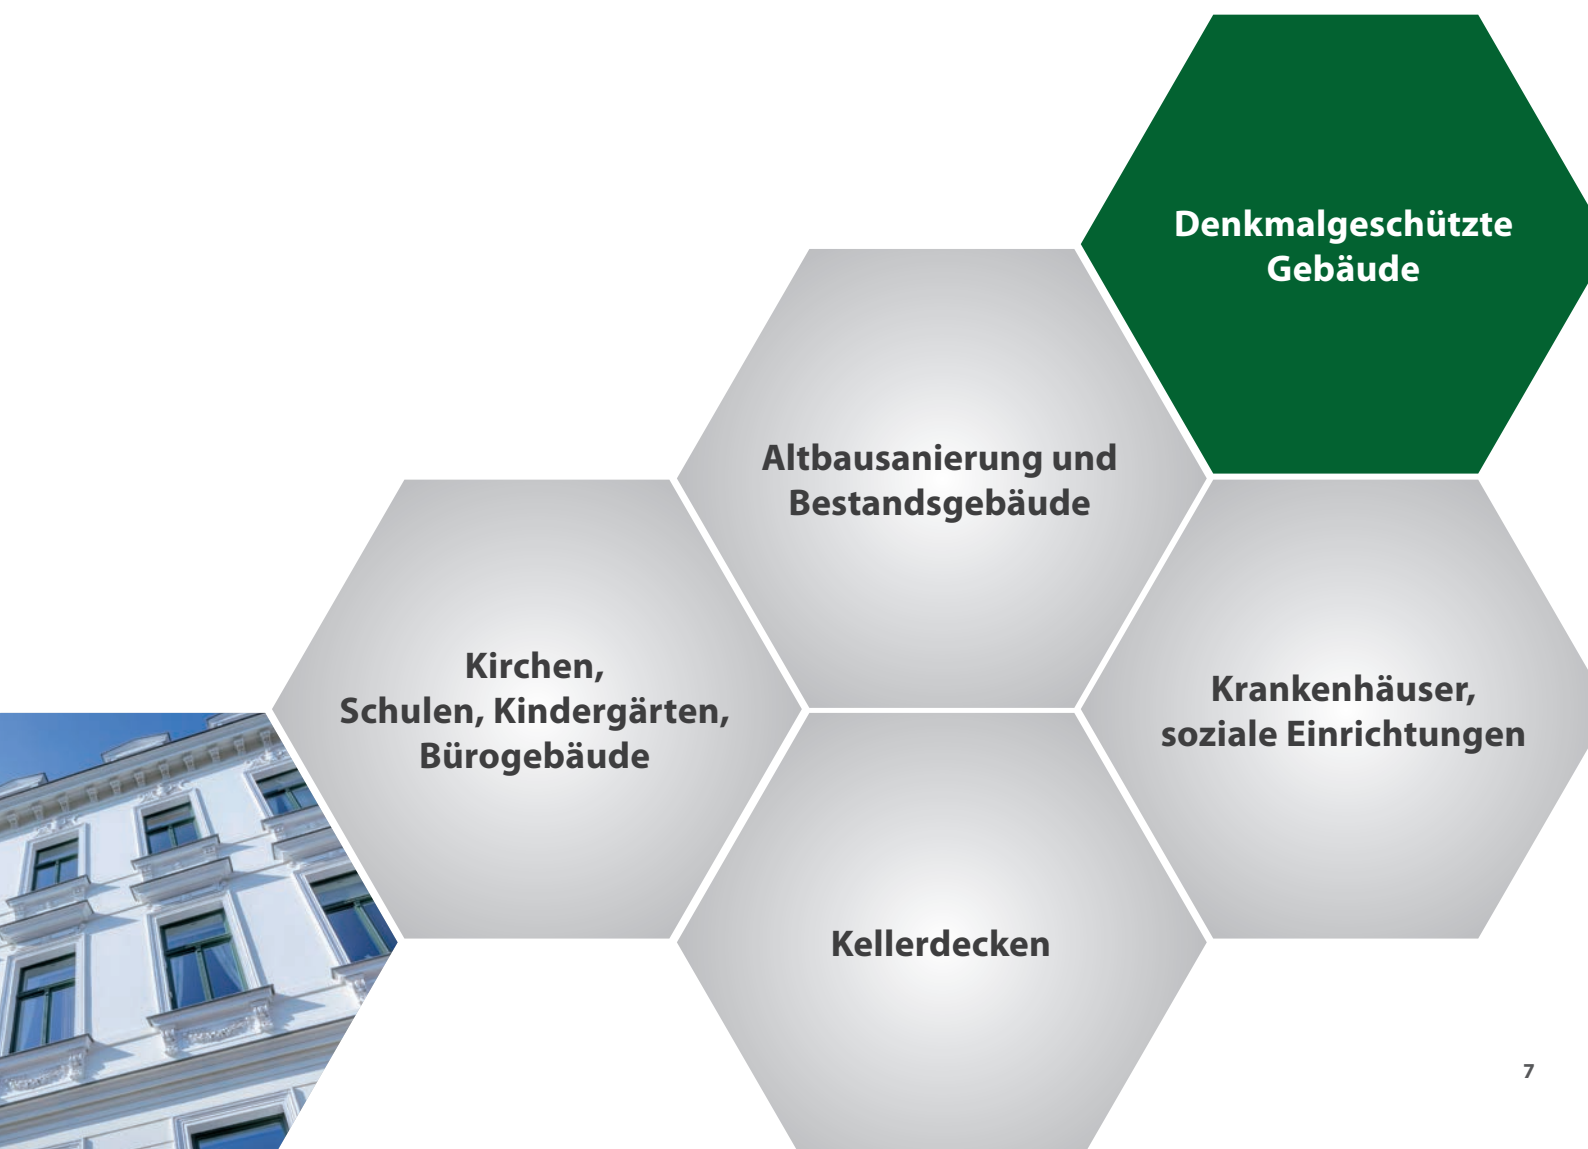 Denkmalgeschützte
Gebäude
Altbausanierung und
Bestandsgebäude
Kirchen,
Schulen, Kindergärten,
Bürogebäude
Krankenhäuser,
soziale Einrichtungen
Kellerdecken
7